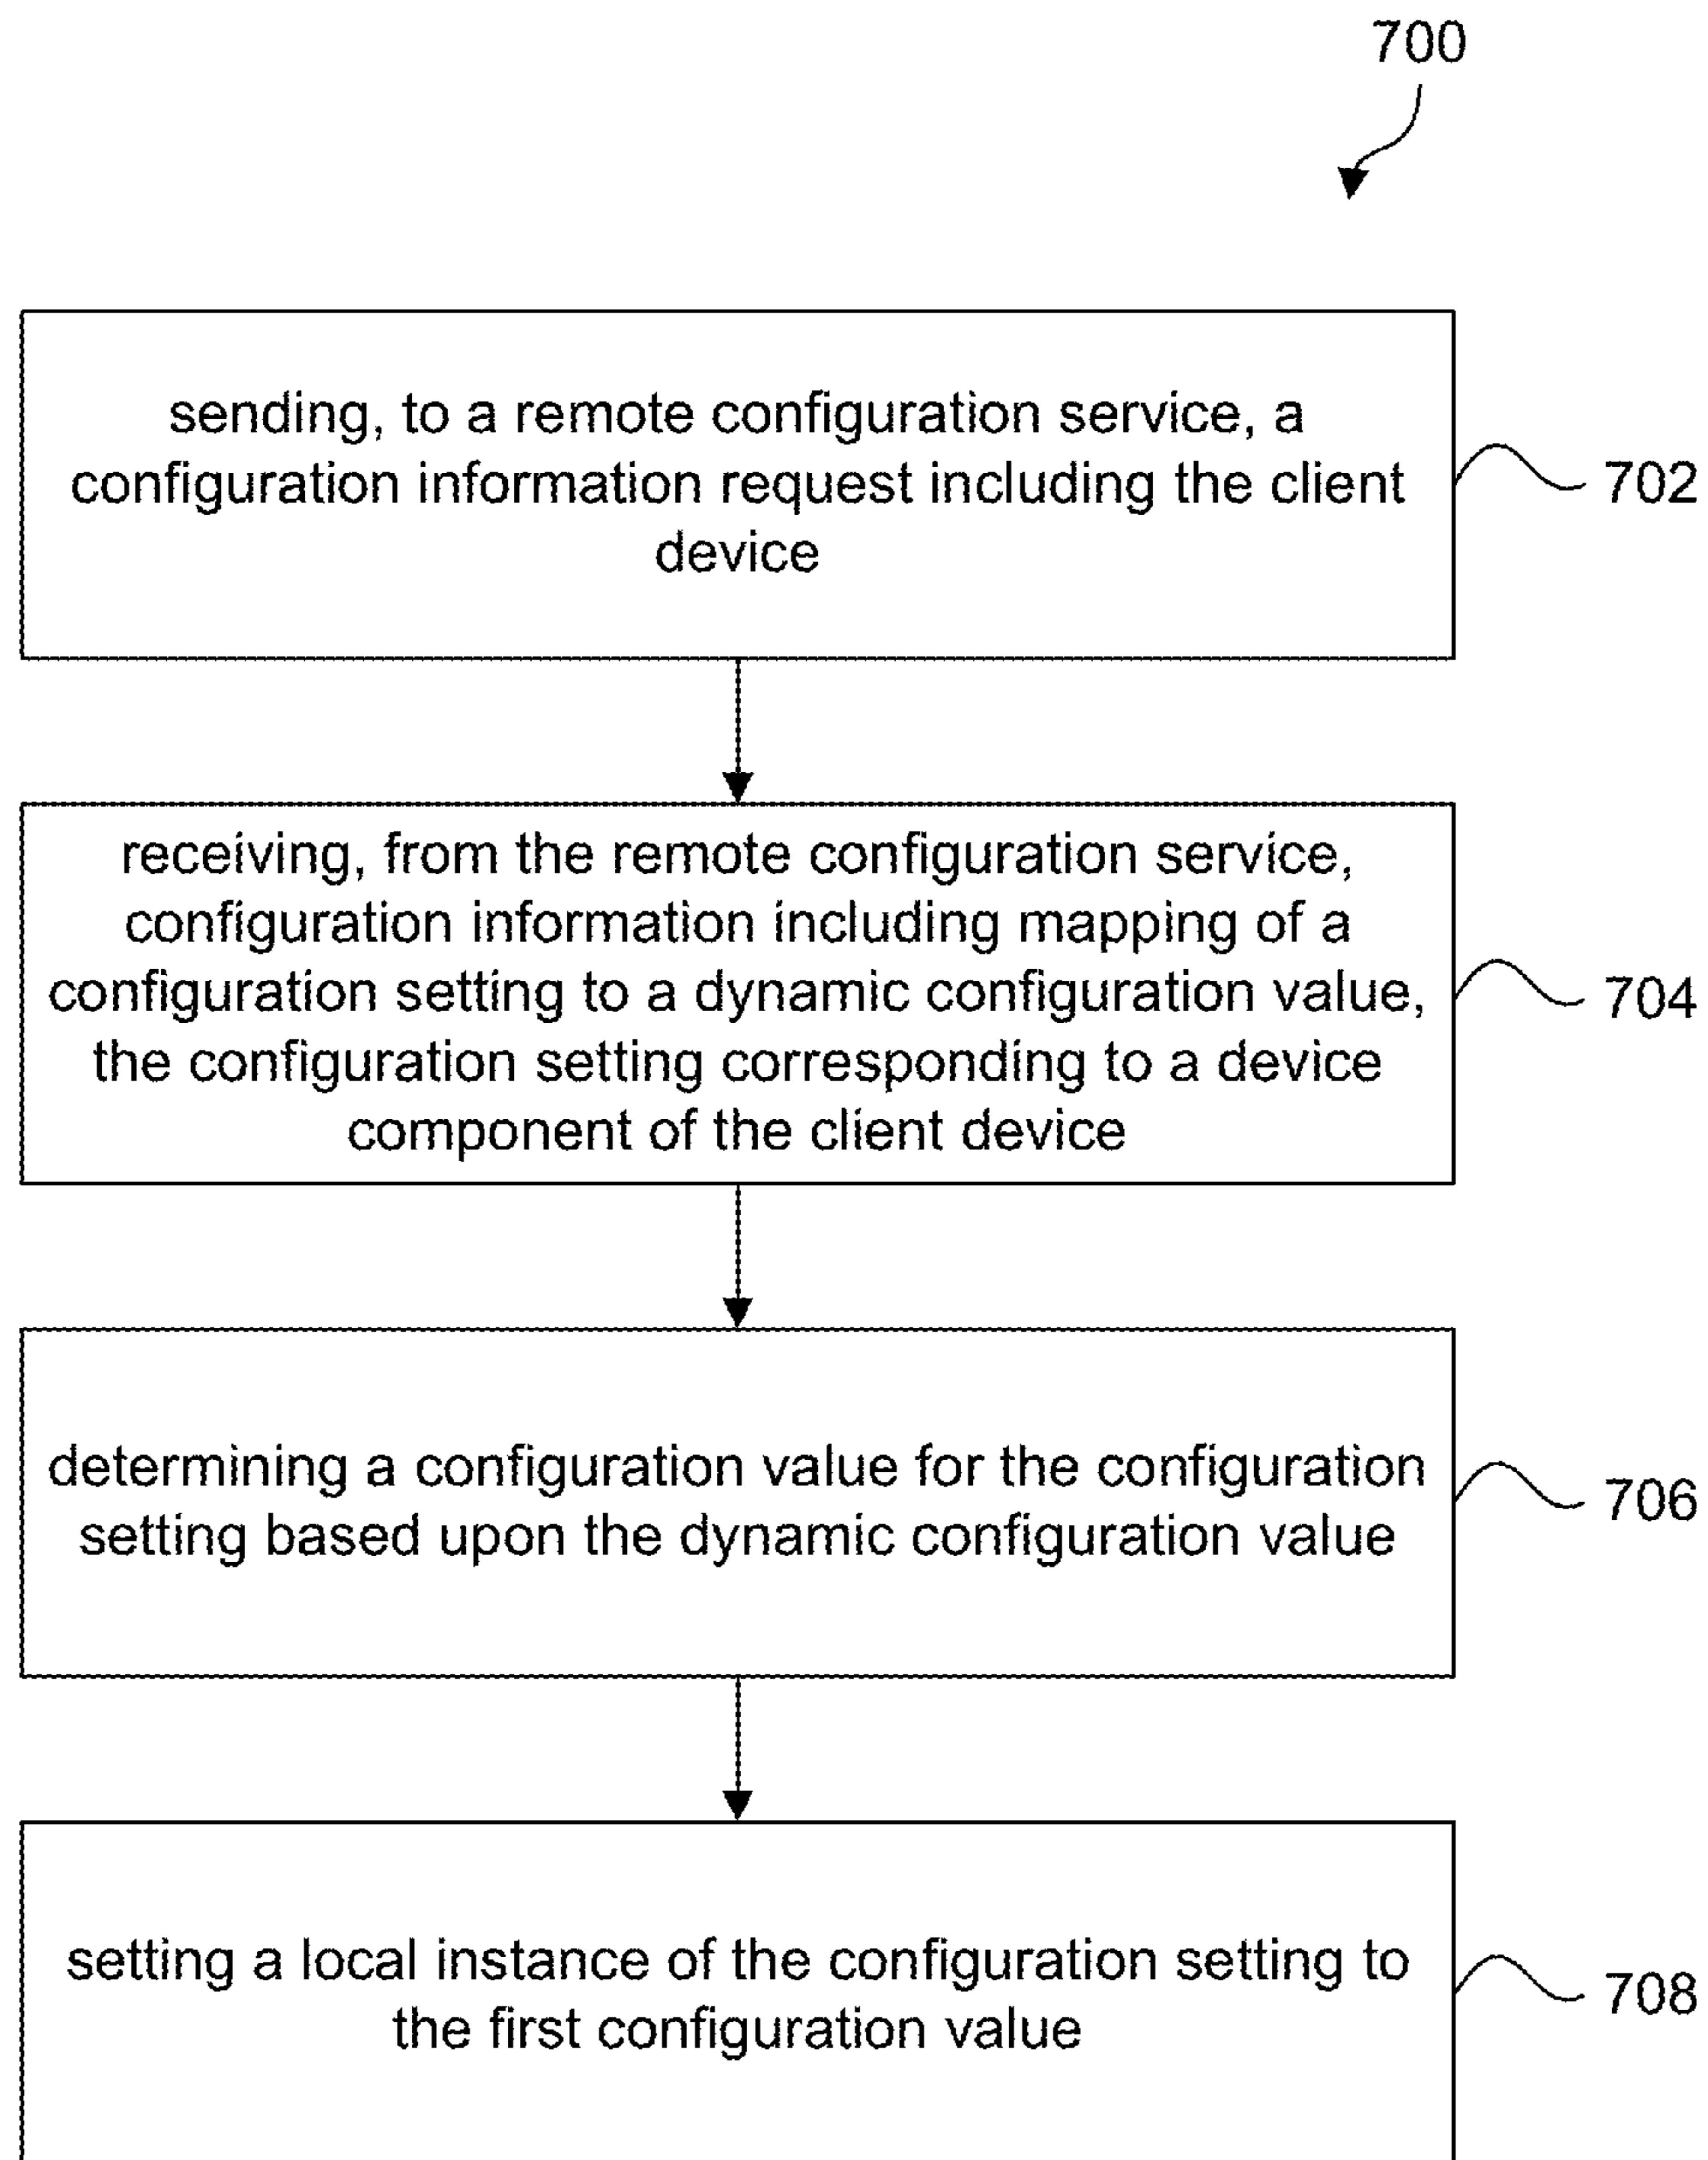 700
sending, to a remote configuration service, a
configuration information request including the client
device
702
receiving, from the remote configuration service,
configuration information including mapping of a
configuration setting to a dynamic configuration value,
the configuration setting corresponding to a device
component of the client device
704
determining a configuration value for the configuration
setting based upon the dynamic configuration value
706
setting a local instance of the configuration setting to
the first configuration value
708